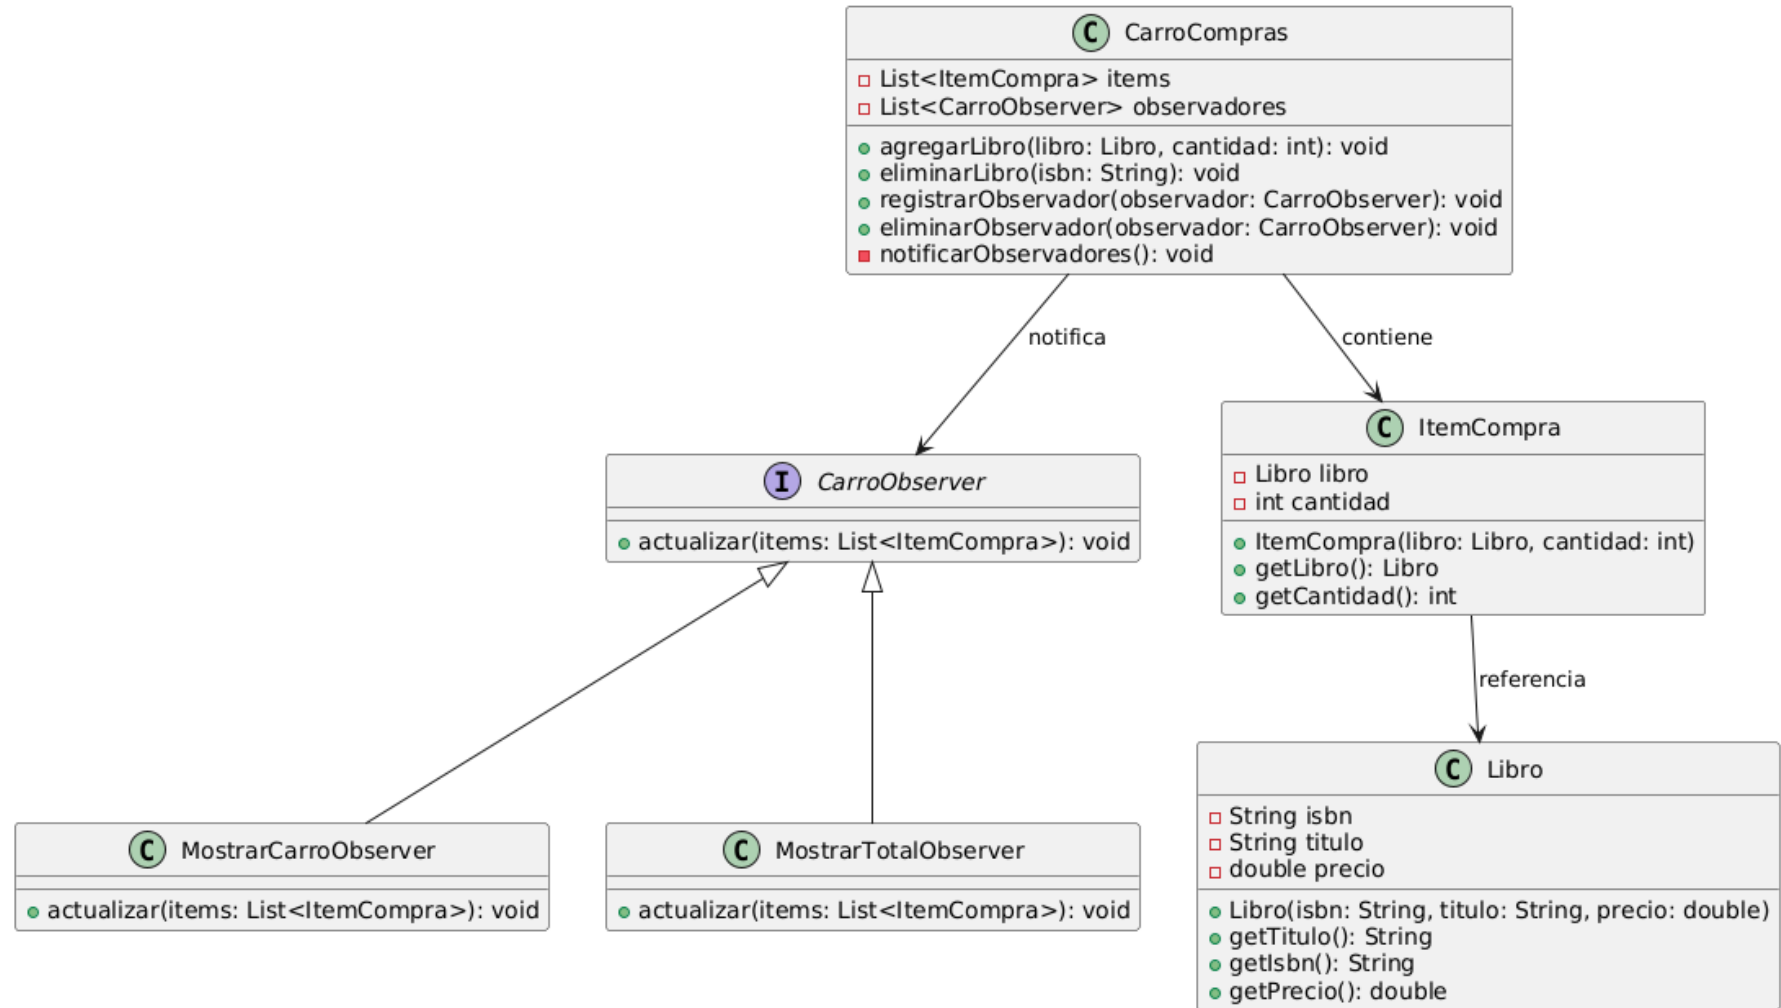 C CarroCompras
List<ItemCompra> items
List<CarroObserver> observadores
agregarLibro(libro: Libro, cantidad: int): void
eliminarLibro(isbn: String): void
registrarObservador(observador: CarroObserver): void
eliminarObservador(observador: CarroObserver): void
notificarObservadores(): void
notifica
contiene
I CarroObserver
actualizar(items: List<ItemCompra>): void
C ItemCompra
Libro libro
int cantidad
ItemCompra(libro: Libro, cantidad: int)
getLibro(): Libro
getCantidad(): int
referencia
C MostrarCarroObserver
actualizar(items: List<ItemCompra>): void
C MostrarTotalObserver
actualizar(items: List<ItemCompra>): void
C Libro
String isbn
String titulo
double precio
Libro(isbn: String, titulo: String, precio: double)
getTitulo(): String
getIsbn(): String
getPrecio(): double